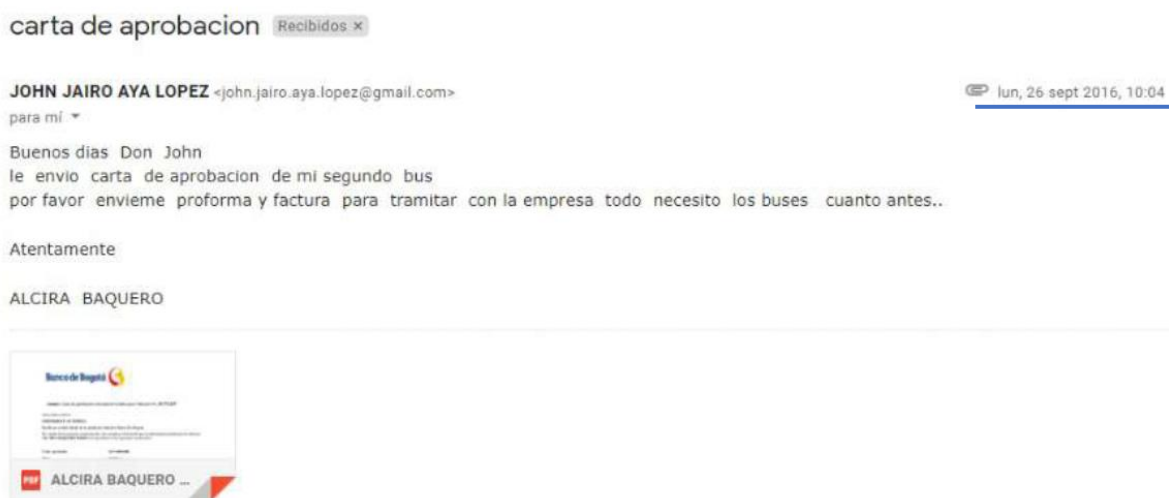 carta de aprobacion Recibidos ×
JOHN JAIRO AYA LOPEZ <john.jairo.aya.lopez@gmail.com>
lun, 26 sept 2016, 10:04
para mí
Buenos dias Don John
le envio carta de aprobacion de mi segundo bus
por favor envieme proforma y factura para tramitar con la empresa todo necesito los buses cuanto antes..
Atentamente
ALCIRA BAQUERO
Banco de Bogotá
PDF ALCIRA BAQUERO ...